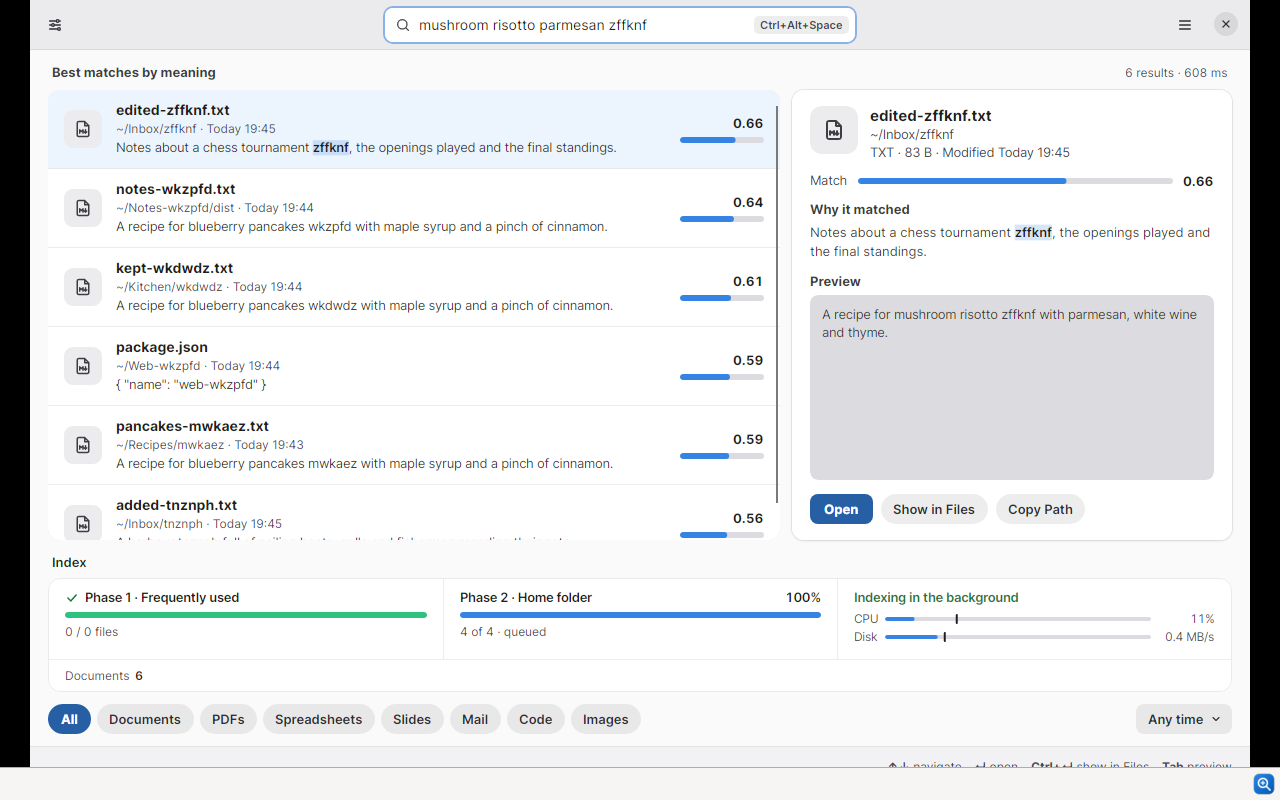 mushroom risotto parmesan zffknf
Ctrl+Alt+Space
Best matches by meaning
6 results · 608 ms
edited-zffknf.txt
~/Inbox/zffknf · Today 19:45
Notes about a chess tournament zffknf, the openings played and the final standings.
0.66
notes-wkzpfd.txt
~/Notes-wkzpfd/dist · Today 19:44
A recipe for blueberry pancakes wkzpfd with maple syrup and a pinch of cinnamon.
0.64
kept-wkdwdz.txt
~/Kitchen/wkdwdz · Today 19:44
A recipe for blueberry pancakes wkdwdz with maple syrup and a pinch of cinnamon.
0.61
package.json
~/Web-wkzpfd · Today 19:44
{ "name": "web-wkzpfd" }
0.59
pancakes-mwkaez.txt
~/Recipes/mwkaez · Today 19:43
A recipe for blueberry pancakes mwkaez with maple syrup and a pinch of cinnamon.
0.59
added-tnznph.txt
~/Inbox/tnznph · Today 19:45
0.56
edited-zffknf.txt
~/Inbox/zffknf
TXT · 83 B · Modified Today 19:45
Match 0.66
Why it matched
Notes about a chess tournament zffknf, the openings played and
the final standings.
Preview
A recipe for mushroom risotto zffknf with parmesan, white wine
and thyme.
Open
Show in Files
Copy Path
Index
Phase 1 · Frequently used
0 / 0 files
Phase 2 · Home folder 100%
4 of 4 · queued
Indexing in the background
CPU 11%
Disk 0.4 MB/s
Documents 6
All
Documents
PDFs
Spreadsheets
Slides
Mail
Code
Images
Any time
↑↓ navigate ↵ open Ctrl+↵ show in Files Tab preview